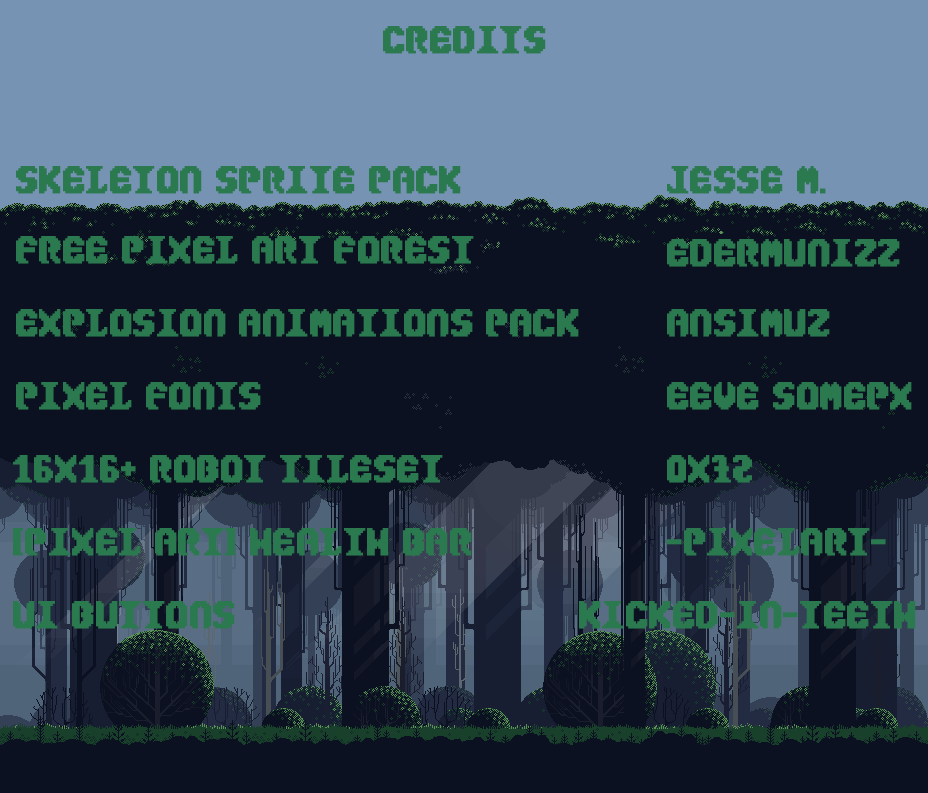 CREDITS
SKELETON SPRITE PACK JESSE M.
FREE PIXEL ART FOREST EDERMUNIZZ
EXPLOSION ANIMATIONS PACK ANSIMUZ
PIXEL FONTS EEVE SOMEPX
16X16+ ROBOT TILESET 0X72
[PIXEL ART] HEALTH BAR -PIXELART-
UI BUTTONS KICKED-IN-TEETH